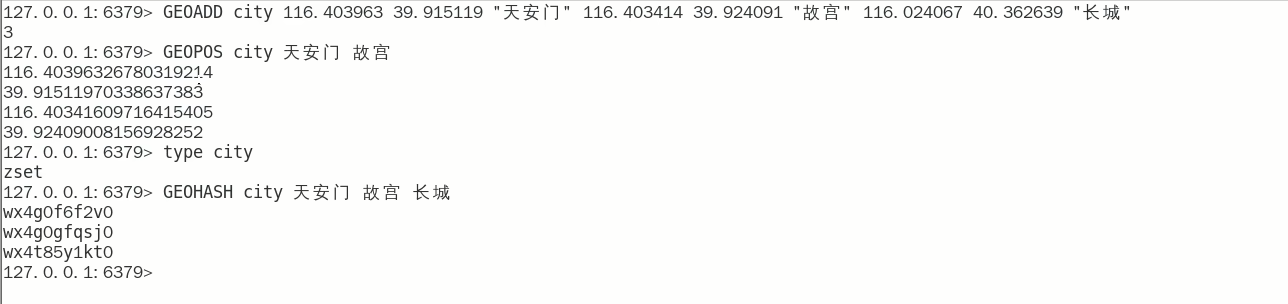 127.0.0.1:6379> GEOADD city 116.403963 39.915119 "天安门" 116.403414 39.924091 "故宫" 116.024067 40.362639 "长城"
3
127.0.0.1:6379> GEOPOS city 天安门 故宫
116.40396326780319214
39.91511970338637383
116.40341609716415405
39.92409008156928252
127.0.0.1:6379> type city
zset
127.0.0.1:6379> GEOHASH city 天安门 故宫 长城
wx4g0f6f2v0
wx4g0gfqsj0
wx4t85y1kt0
127.0.0.1:6379>